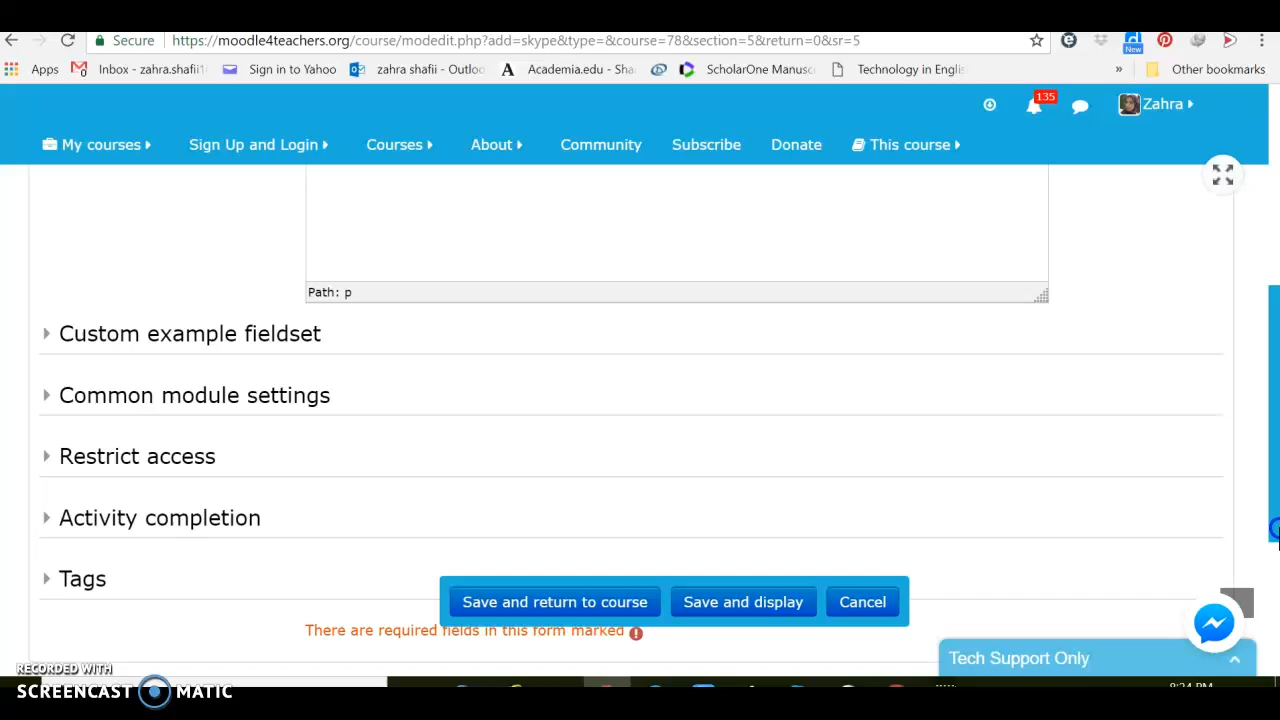 Secure https://moodle4teachers.org/course/modedit.php?add=skype&type=&course=78&section=5&return=0&sr=5
New
Apps Inbox - zahra.shafii1 Sign in to Yahoo zahra shafii - Outloo Academia.edu - Sha ScholarOne Manusc Technology in Englis » Other bookmarks
135
Zahra
My courses Sign Up and Login Courses About Community Subscribe Donate This course
Path: p
Custom example fieldset
Common module settings
Restrict access
Activity completion
Tags
Save and return to course Save and display Cancel
There are required fields in this form marked
Tech Support Only
RECORDED WITH
SCREENCAST MATIC